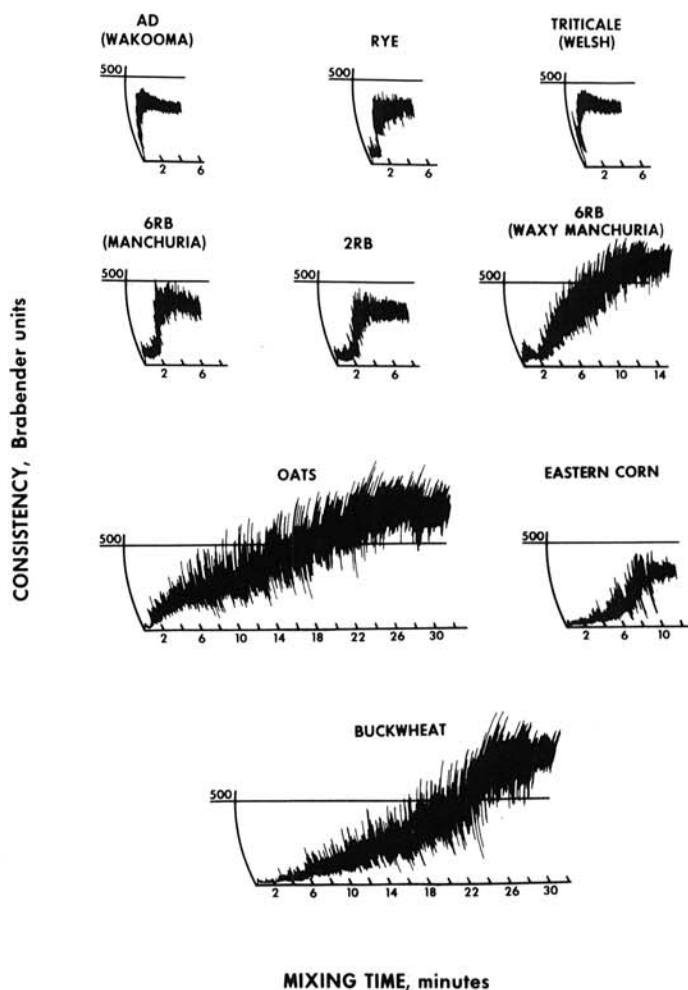 AD
(WAKOOMA)
RYE
TRITICALE
(WELSH)
500
500
500
2 6
2 6
2 6
6RB
(MANCHURIA)
2RB
6RB
(WAXY MANCHURIA)
500
500
500
2 6
2 6
2 6 10 14
CONSISTENCY, Brabender units
OATS
EASTERN CORN
500
500
2 6 10 14 18 22 26 30
2 6 10
BUCKWHEAT
500
2 6 10 14 18 22 26 30
MIXING TIME, minutes